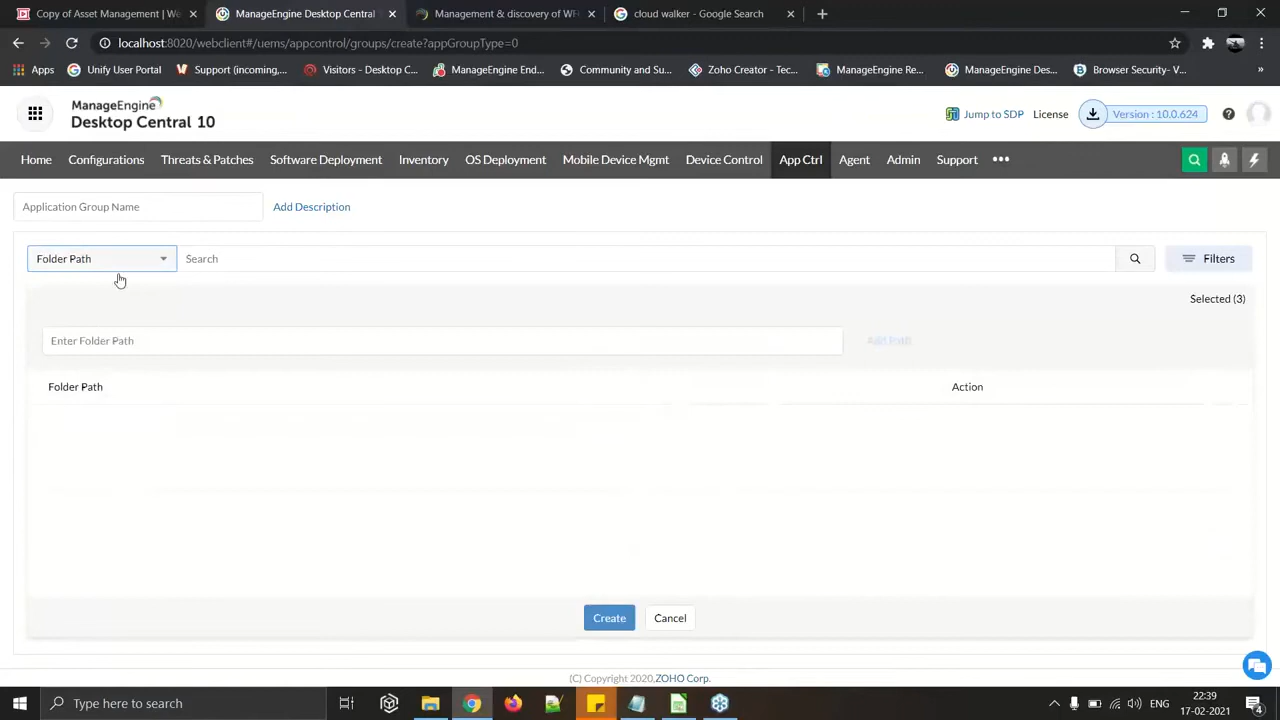 Copy of Asset Management | We
ManageEngine Desktop Central
Management & discovery of WF
cloud walker - Google Search
localhost:8020/webclient#/uems/appcontrol/groups/create?appGroupType=0
Apps
Unify User Portal
Support (incoming,...
Visitors - Desktop C...
ManageEngine End...
Community and Su...
Zoho Creator - Tec...
ManageEngine Re...
ManageEngine Des...
Browser Security- V...
»
ManageEngine
Desktop Central 10
Jump to SDP
License
Version : 10.0.624
Home
Configurations
Threats & Patches
Software Deployment
Inventory
OS Deployment
Mobile Device Mgmt
Device Control
App Ctrl
Agent
Admin
Support
Application Group Name
Add Description
Folder Path
Search
Filters
Selected (3)
Enter Folder Path
Add Path
Folder Path
Action
Create
Cancel
(C) Copyright 2020,ZOHO Corp.
Type here to search
ENG
22:39
17-02-2021
4